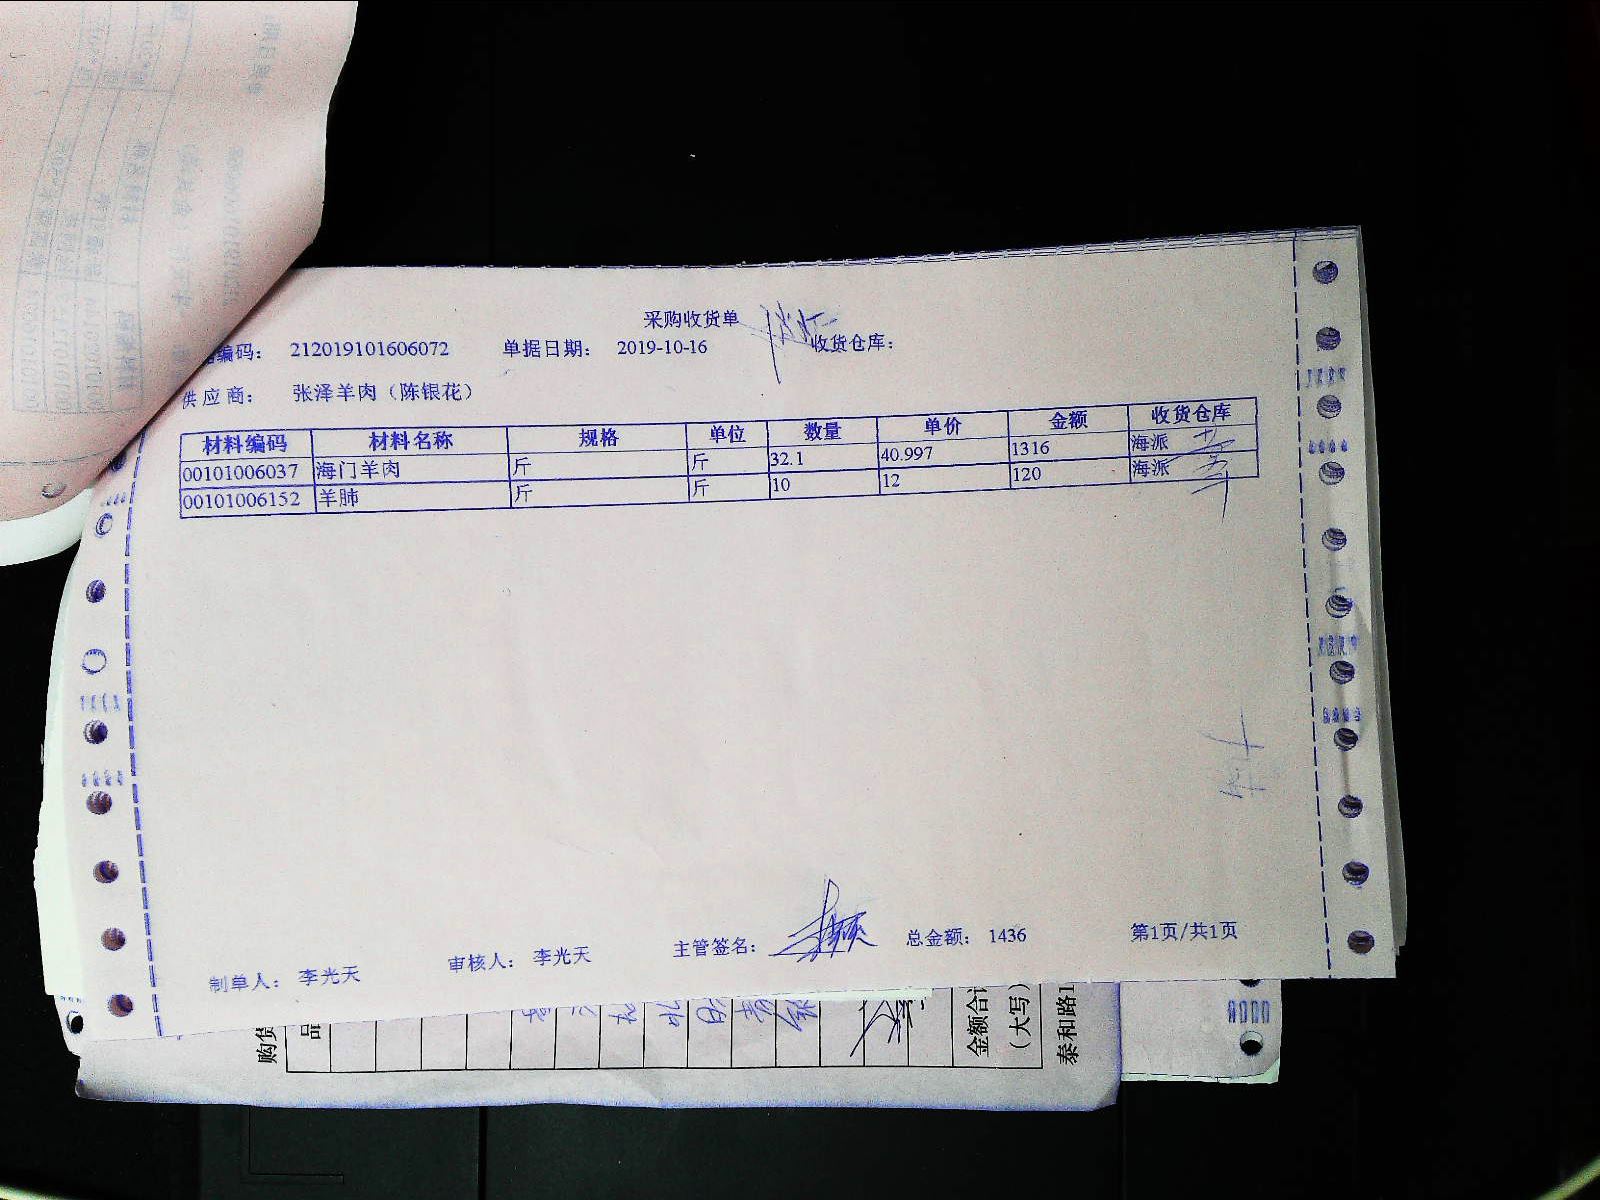 采购收货单
编码： 212019101606072 单据日期： 2019-10-16 收货仓库：
供应商： 张泽羊肉（陈银花）
材料编码 材料名称 规格 单位 数量 单价 金额 收货仓库
00101006037 海门羊肉 斤 斤 32.1 40.997 1316 海派
00101006152 羊肺 斤 斤 10 12 120 海派
制单人： 李光天 审核人： 李光天 主管签名： 总金额： 1436 第1页/共1页
购货
品
金额合计
（大写）
泰和路1